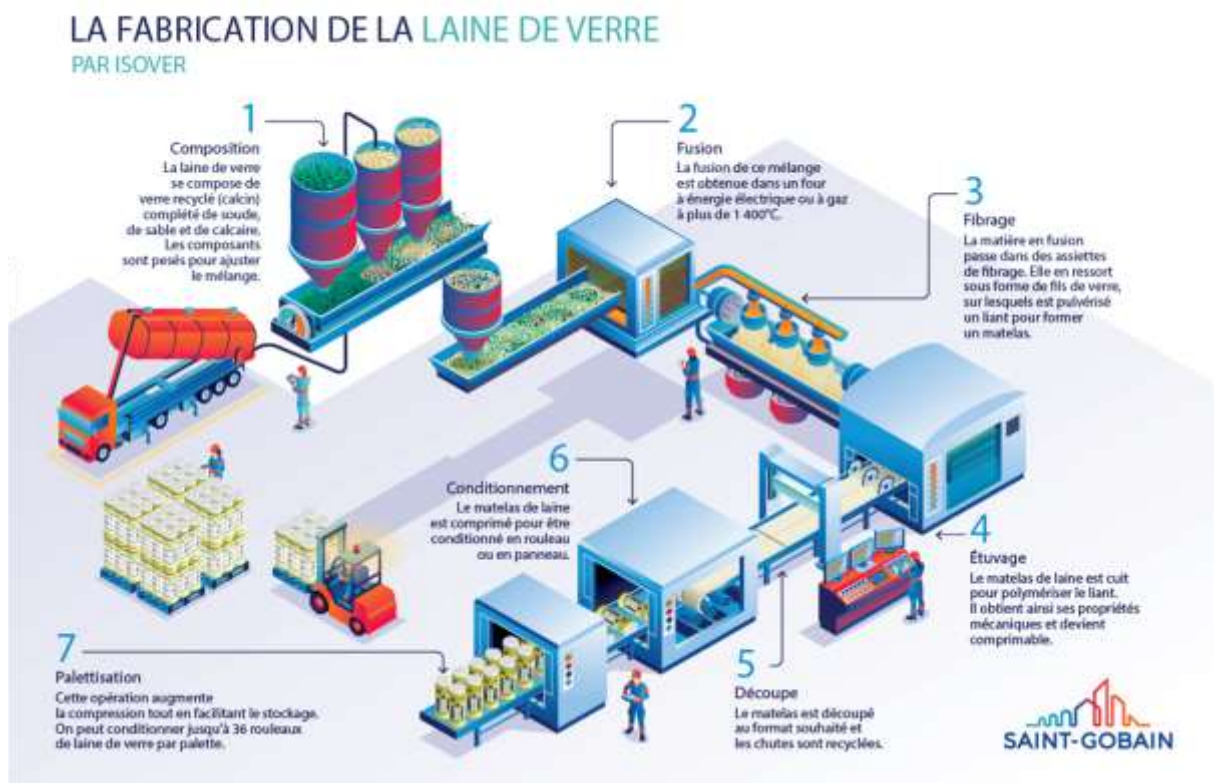 LA FABRICATION DE LA LAINE DE VERRE
PAR ISOVER
1
Composition
La laine de verre
se compose de
verre recyclé (calcin)
complété de soude,
de sable et de calcaire.
Les composants
sont pesés pour ajuster
le mélange.
2
Fusion
La fusion de ce mélange
est obtenue dans un four
à énergie électrique ou à gaz
à plus de 1 400°C.
3
Fibrage
La matière en fusion
passe dans des assiettes
de fibrage. Elle en ressort
sous forme de fils de verre,
sur lesquels est pulvérisé
un liant pour former
un matelas.
4
Étuvage
Le matelas de laine est cuit
pour polymériser le liant.
Il obtient ainsi ses propriétés
mécaniques et devient
comprimable.
5
Découpe
Le matelas est découpé
au format souhaité et
les chutes sont recyclées.
6
Conditionnement
Le matelas de laine
est comprimé pour être
conditionné en rouleau
ou en panneau.
7
Palettisation
Cette opération augmente
la compression tout en facilitant le stockage.
On peut conditionner jusqu'à 36 rouleaux
de laine de verre par palette.
SAINT-GOBAIN